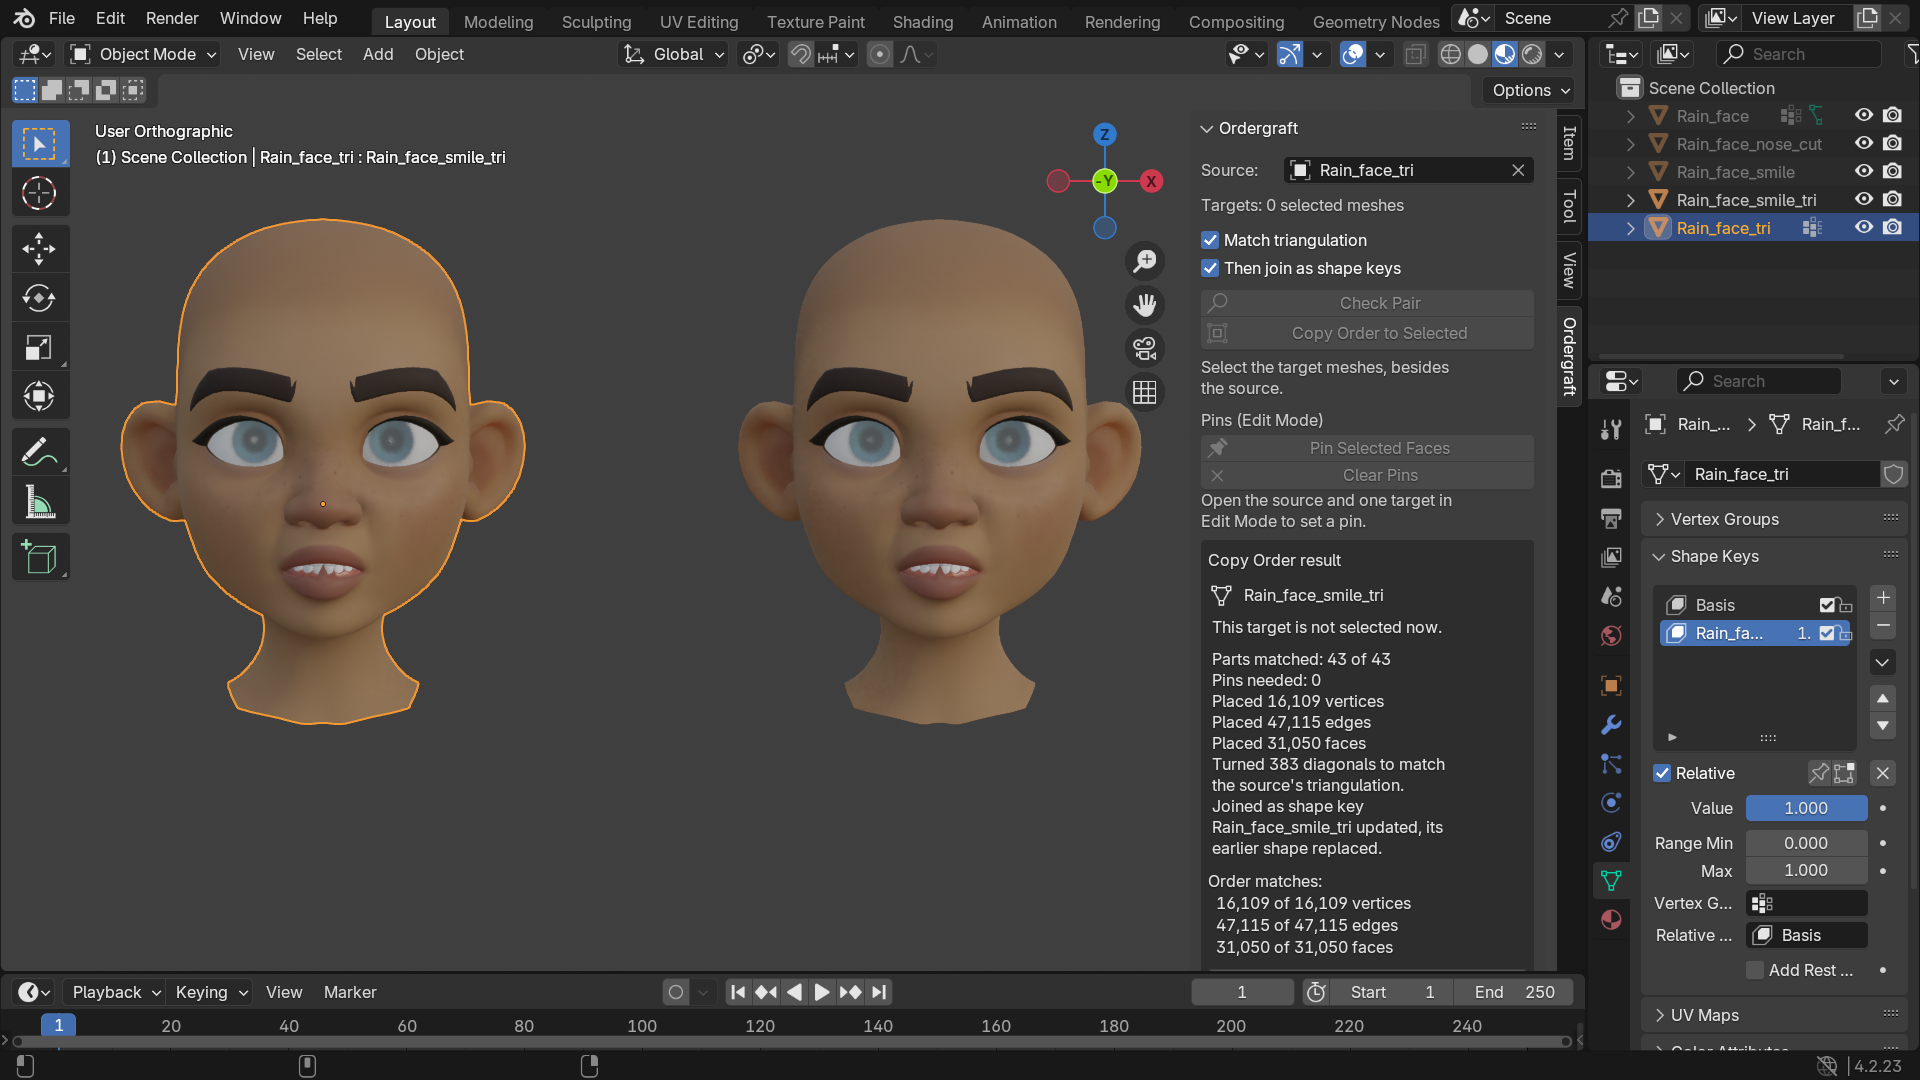 File Edit Render Window Help Layout Modeling Sculpting UV Editing Texture Paint Shading Animation Rendering Compositing Geometry Nodes Scene View Layer
Object Mode View Select Add Object Global Search
Options
User Orthographic
(1) Scene Collection | Rain_face_tri : Rain_face_smile_tri
Z
-Y
X
Ordergraft
Source: Rain_face_tri
Targets: 0 selected meshes
Match triangulation
Then join as shape keys
Check Pair
Copy Order to Selected
Select the target meshes, besides
the source.
Pins (Edit Mode)
Pin Selected Faces
Clear Pins
Open the source and one target in
Edit Mode to set a pin.
Copy Order result
Rain_face_smile_tri
This target is not selected now.
Parts matched: 43 of 43
Pins needed: 0
Placed 16,109 vertices
Placed 47,115 edges
Placed 31,050 faces
Turned 383 diagonals to match
the source's triangulation.
Joined as shape key
Rain_face_smile_tri updated, its
earlier shape replaced.
Order matches:
16,109 of 16,109 vertices
47,115 of 47,115 edges
31,050 of 31,050 faces
Item
Tool
View
Ordergraft
Scene Collection
Rain_face
Rain_face_nose_cut
Rain_face_smile
Rain_face_smile_tri
Rain_face_tri
Search
Rain_... Rain_f...
Rain_face_tri
Vertex Groups
Shape Keys
Basis
Rain_fa... 1.
Relative
Value 1.000
Range Min 0.000
Max 1.000
Vertex G...
Relative ... Basis
Add Rest ...
UV Maps
Color Attributes
Playback Keying View Marker 1 Start 1 End 250
1 20 40 60 80 100 120 140 160 180 200 220 240
4.2.23